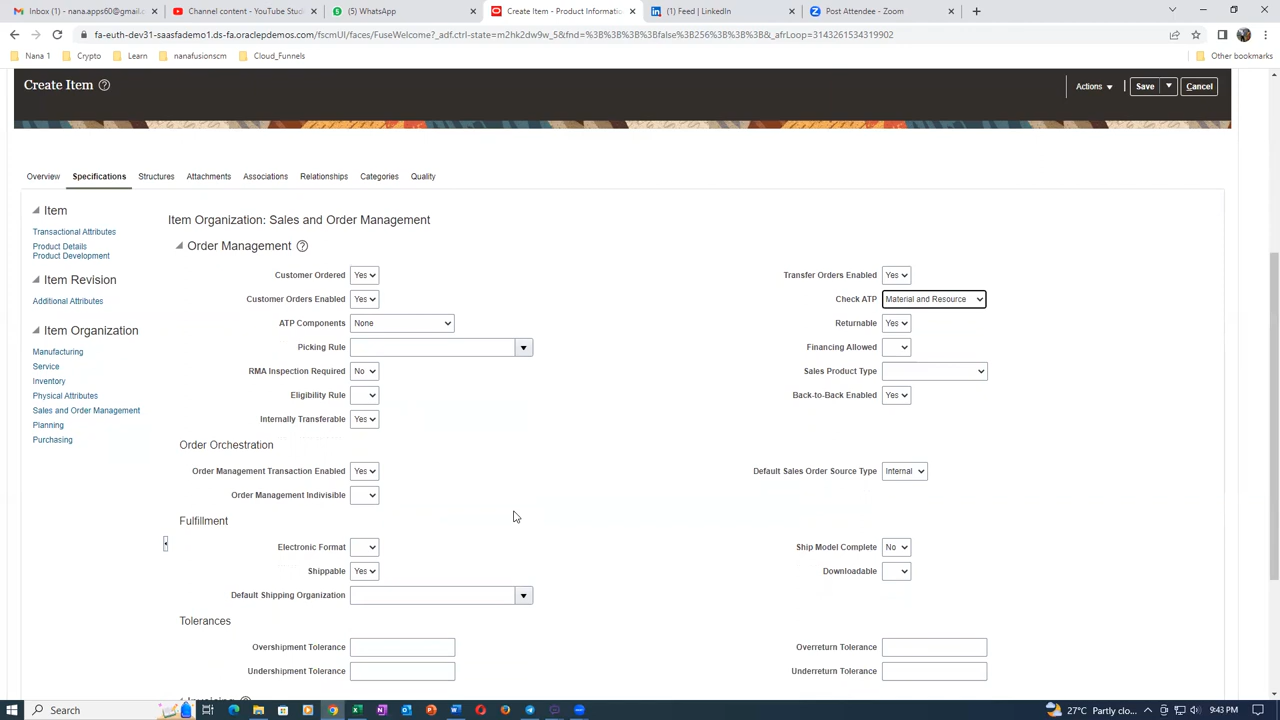 Inbox (1) - nana.apps60@gmail.c
Channel content - YouTube Studi
(5) WhatsApp
Create Item - Product Informatio
(1) Feed | LinkedIn
Post Attendee - Zoom
fa-euth-dev31-saasfademo1.ds-fa.oraclepdemos.com/fscmUI/faces/FuseWelcome?_adf.ctrl-state=m2hk2dw9w_5&fnd=%3B%3B%3B%3Bfalse%3B256%3B%3B%3B&_afrLoop=3143261534319902
Nana 1
Crypto
Learn
nanafusionscm
Cloud_Funnels
Other bookmarks
Create Item
Actions
Save
Cancel
Overview
Specifications
Structures
Attachments
Associations
Relationships
Categories
Quality
Item
Transactional Attributes
Product Details
Product Development
Item Revision
Additional Attributes
Item Organization
Manufacturing
Service
Inventory
Physical Attributes
Sales and Order Management
Planning
Purchasing
Item Organization: Sales and Order Management
Order Management
Customer Ordered Yes
Transfer Orders Enabled Yes
Customer Orders Enabled Yes
Check ATP Material and Resource
ATP Components None
Returnable Yes
Picking Rule
Financing Allowed
RMA Inspection Required No
Sales Product Type
Eligibility Rule
Back-to-Back Enabled Yes
Internally Transferable Yes
Order Orchestration
Order Management Transaction Enabled Yes
Default Sales Order Source Type Internal
Order Management Indivisible
Fulfillment
Electronic Format
Ship Model Complete No
Shippable Yes
Downloadable
Default Shipping Organization
Tolerances
Overshipment Tolerance
Overreturn Tolerance
Undershipment Tolerance
Underreturn Tolerance
Invoicing
Search
27°C Partly clo...
9:43 PM